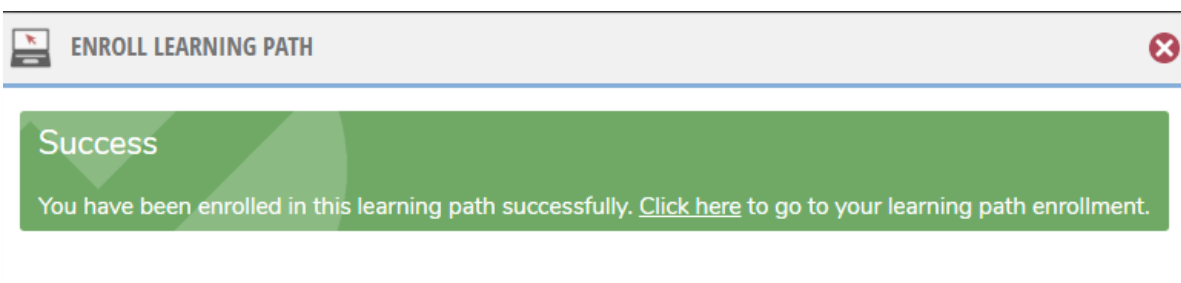 ENROLL LEARNING PATH
Success
You have been enrolled in this learning path successfully. Click here to go to your learning path enrollment.